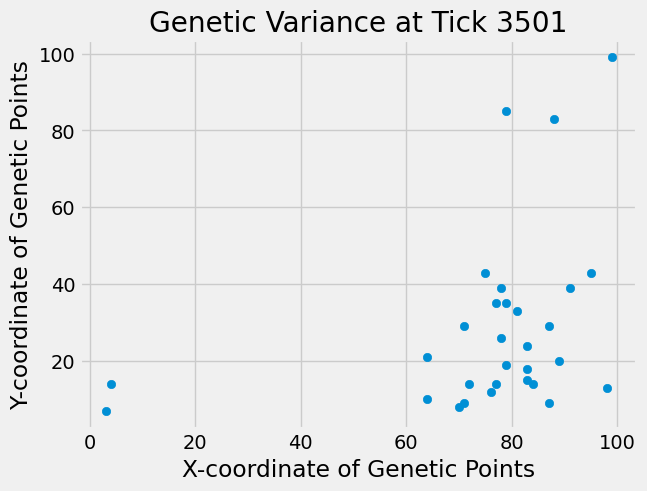 Genetic Variance at Tick 3501
Y-coordinate of Genetic Points
100
80
60
40
20
0 20 40 60 80 100
X-coordinate of Genetic Points